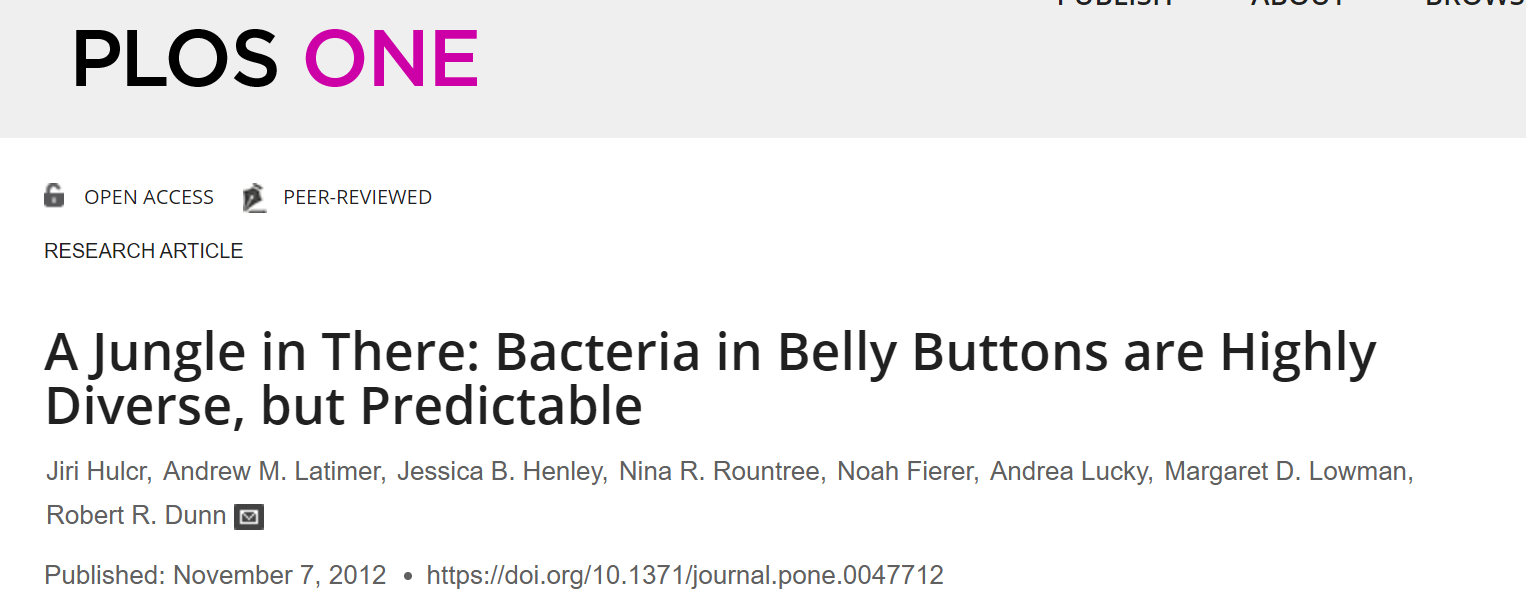 PUBLISH ABOUT
PLOS ONE
OPEN ACCESS PEER-REVIEWED
RESEARCH ARTICLE
A Jungle in There: Bacteria in Belly Buttons are Highly
Diverse, but Predictable
Jiri Hulcr, Andrew M. Latimer, Jessica B. Henley, Nina R. Rountree, Noah Fierer, Andrea Lucky, Margaret D. Lowman,
Robert R. Dunn
Published: November 7, 2012 • https://doi.org/10.1371/journal.pone.0047712